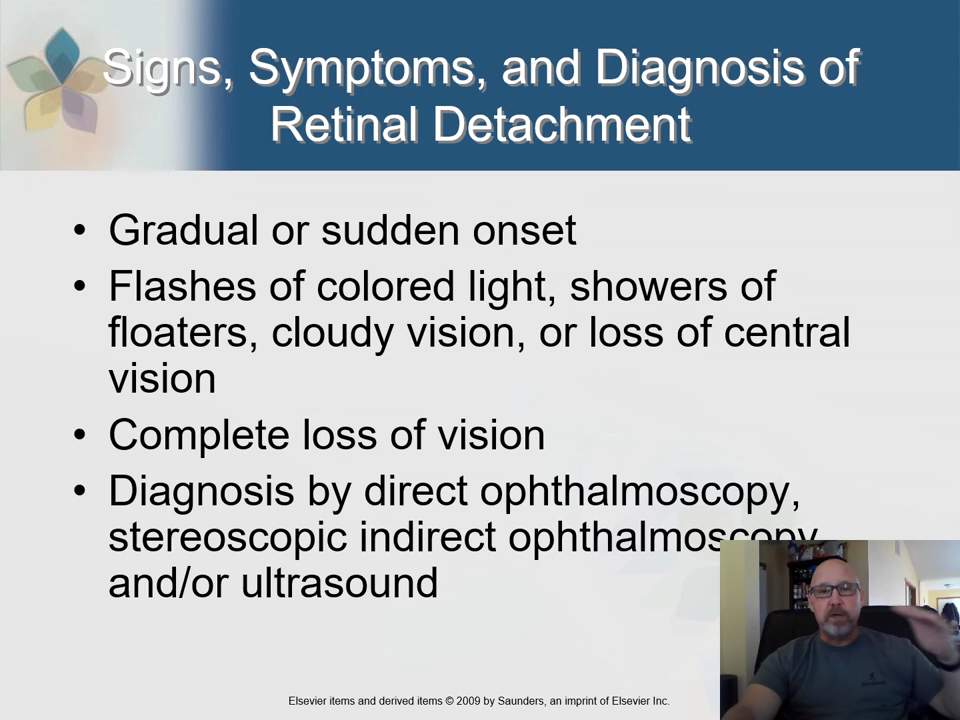 Signs, Symptoms, and Diagnosis of
Retinal Detachment
• Gradual or sudden onset
• Flashes of colored light, showers of
floaters, cloudy vision, or loss of central
vision
• Complete loss of vision
• Diagnosis by direct ophthalmoscopy,
stereoscopic indirect ophthalmoscopy
and/or ultrasound
Elsevier items and derived items © 2009 by Saunders, an imprint of Elsevier Inc.